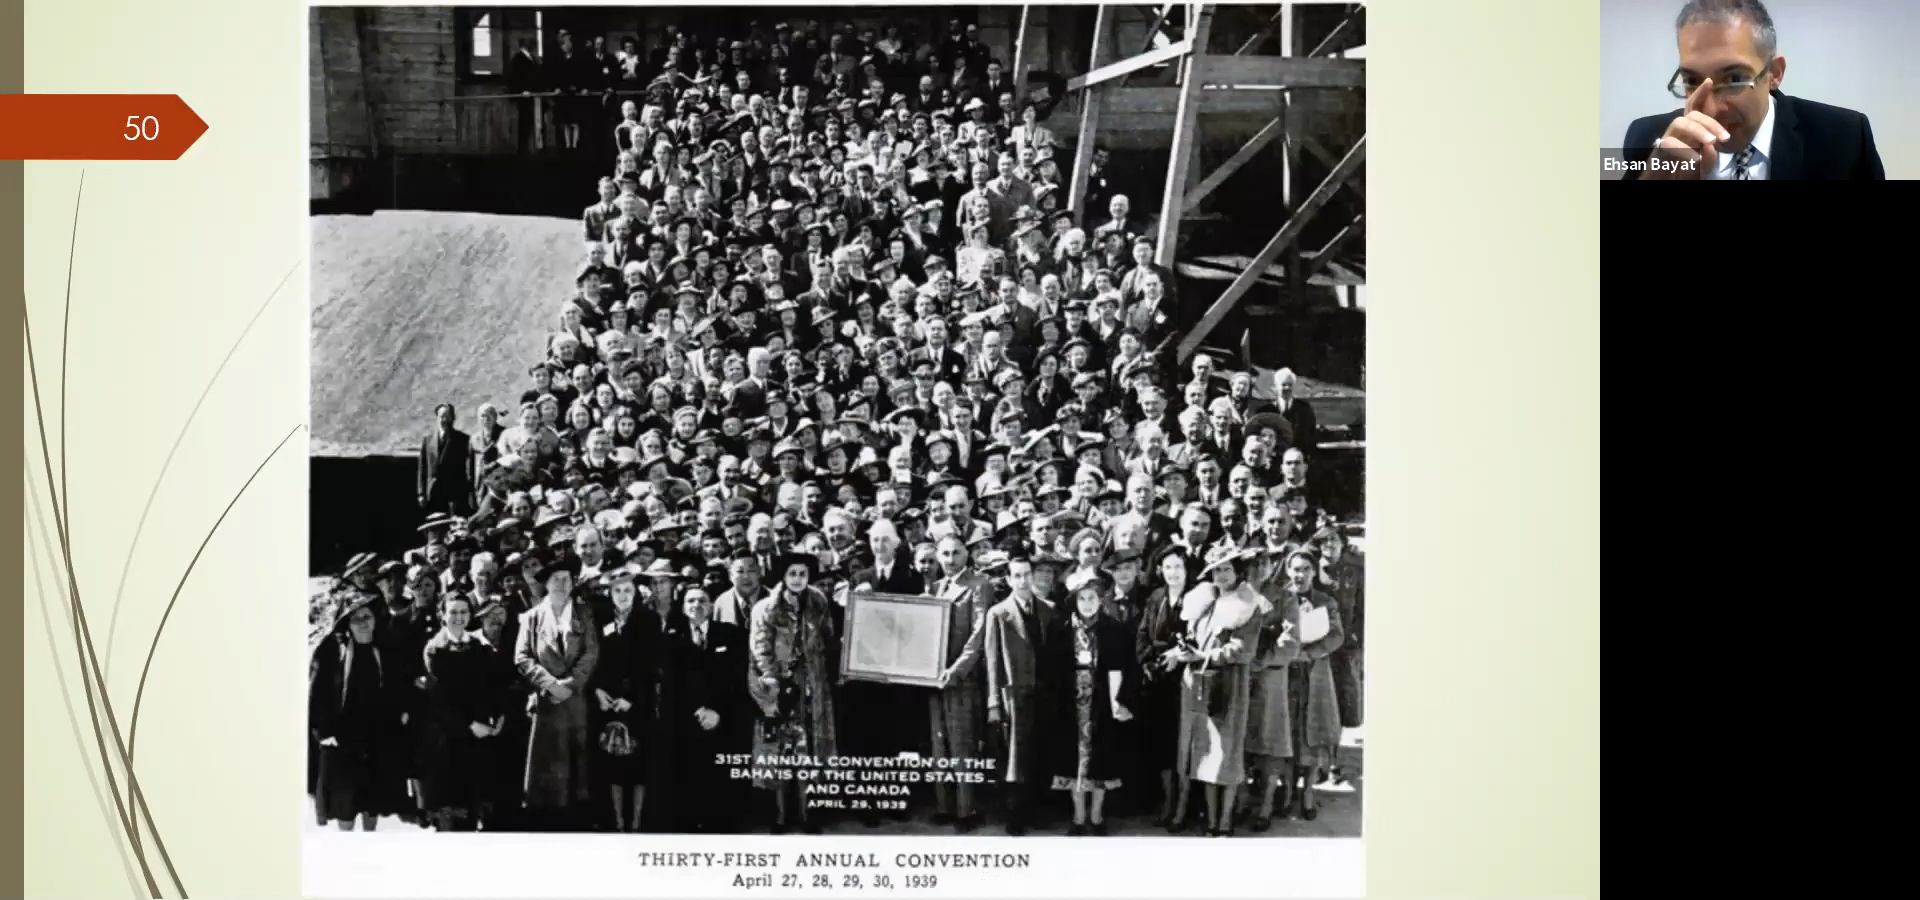 50
31ST ANNUAL CONVENTION OF THE
BAHA'IS OF THE UNITED STATES
AND CANADA
APRIL 29, 1939
THIRTY-FIRST ANNUAL CONVENTION
April 27, 28, 29, 30, 1939
Ehsan Bayat